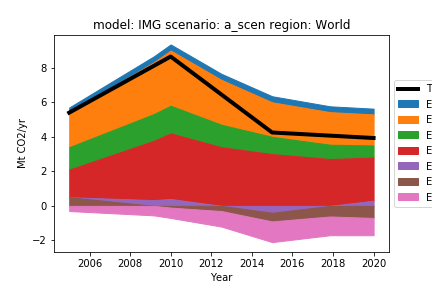 model: IMG scenario: a_scen region: World
Mt CO2/yr
8
6
4
2
0
−2
2006 2008 2010 2012 2014 2016 2018 2020
Year
T
E
E
E
E
E
E
E